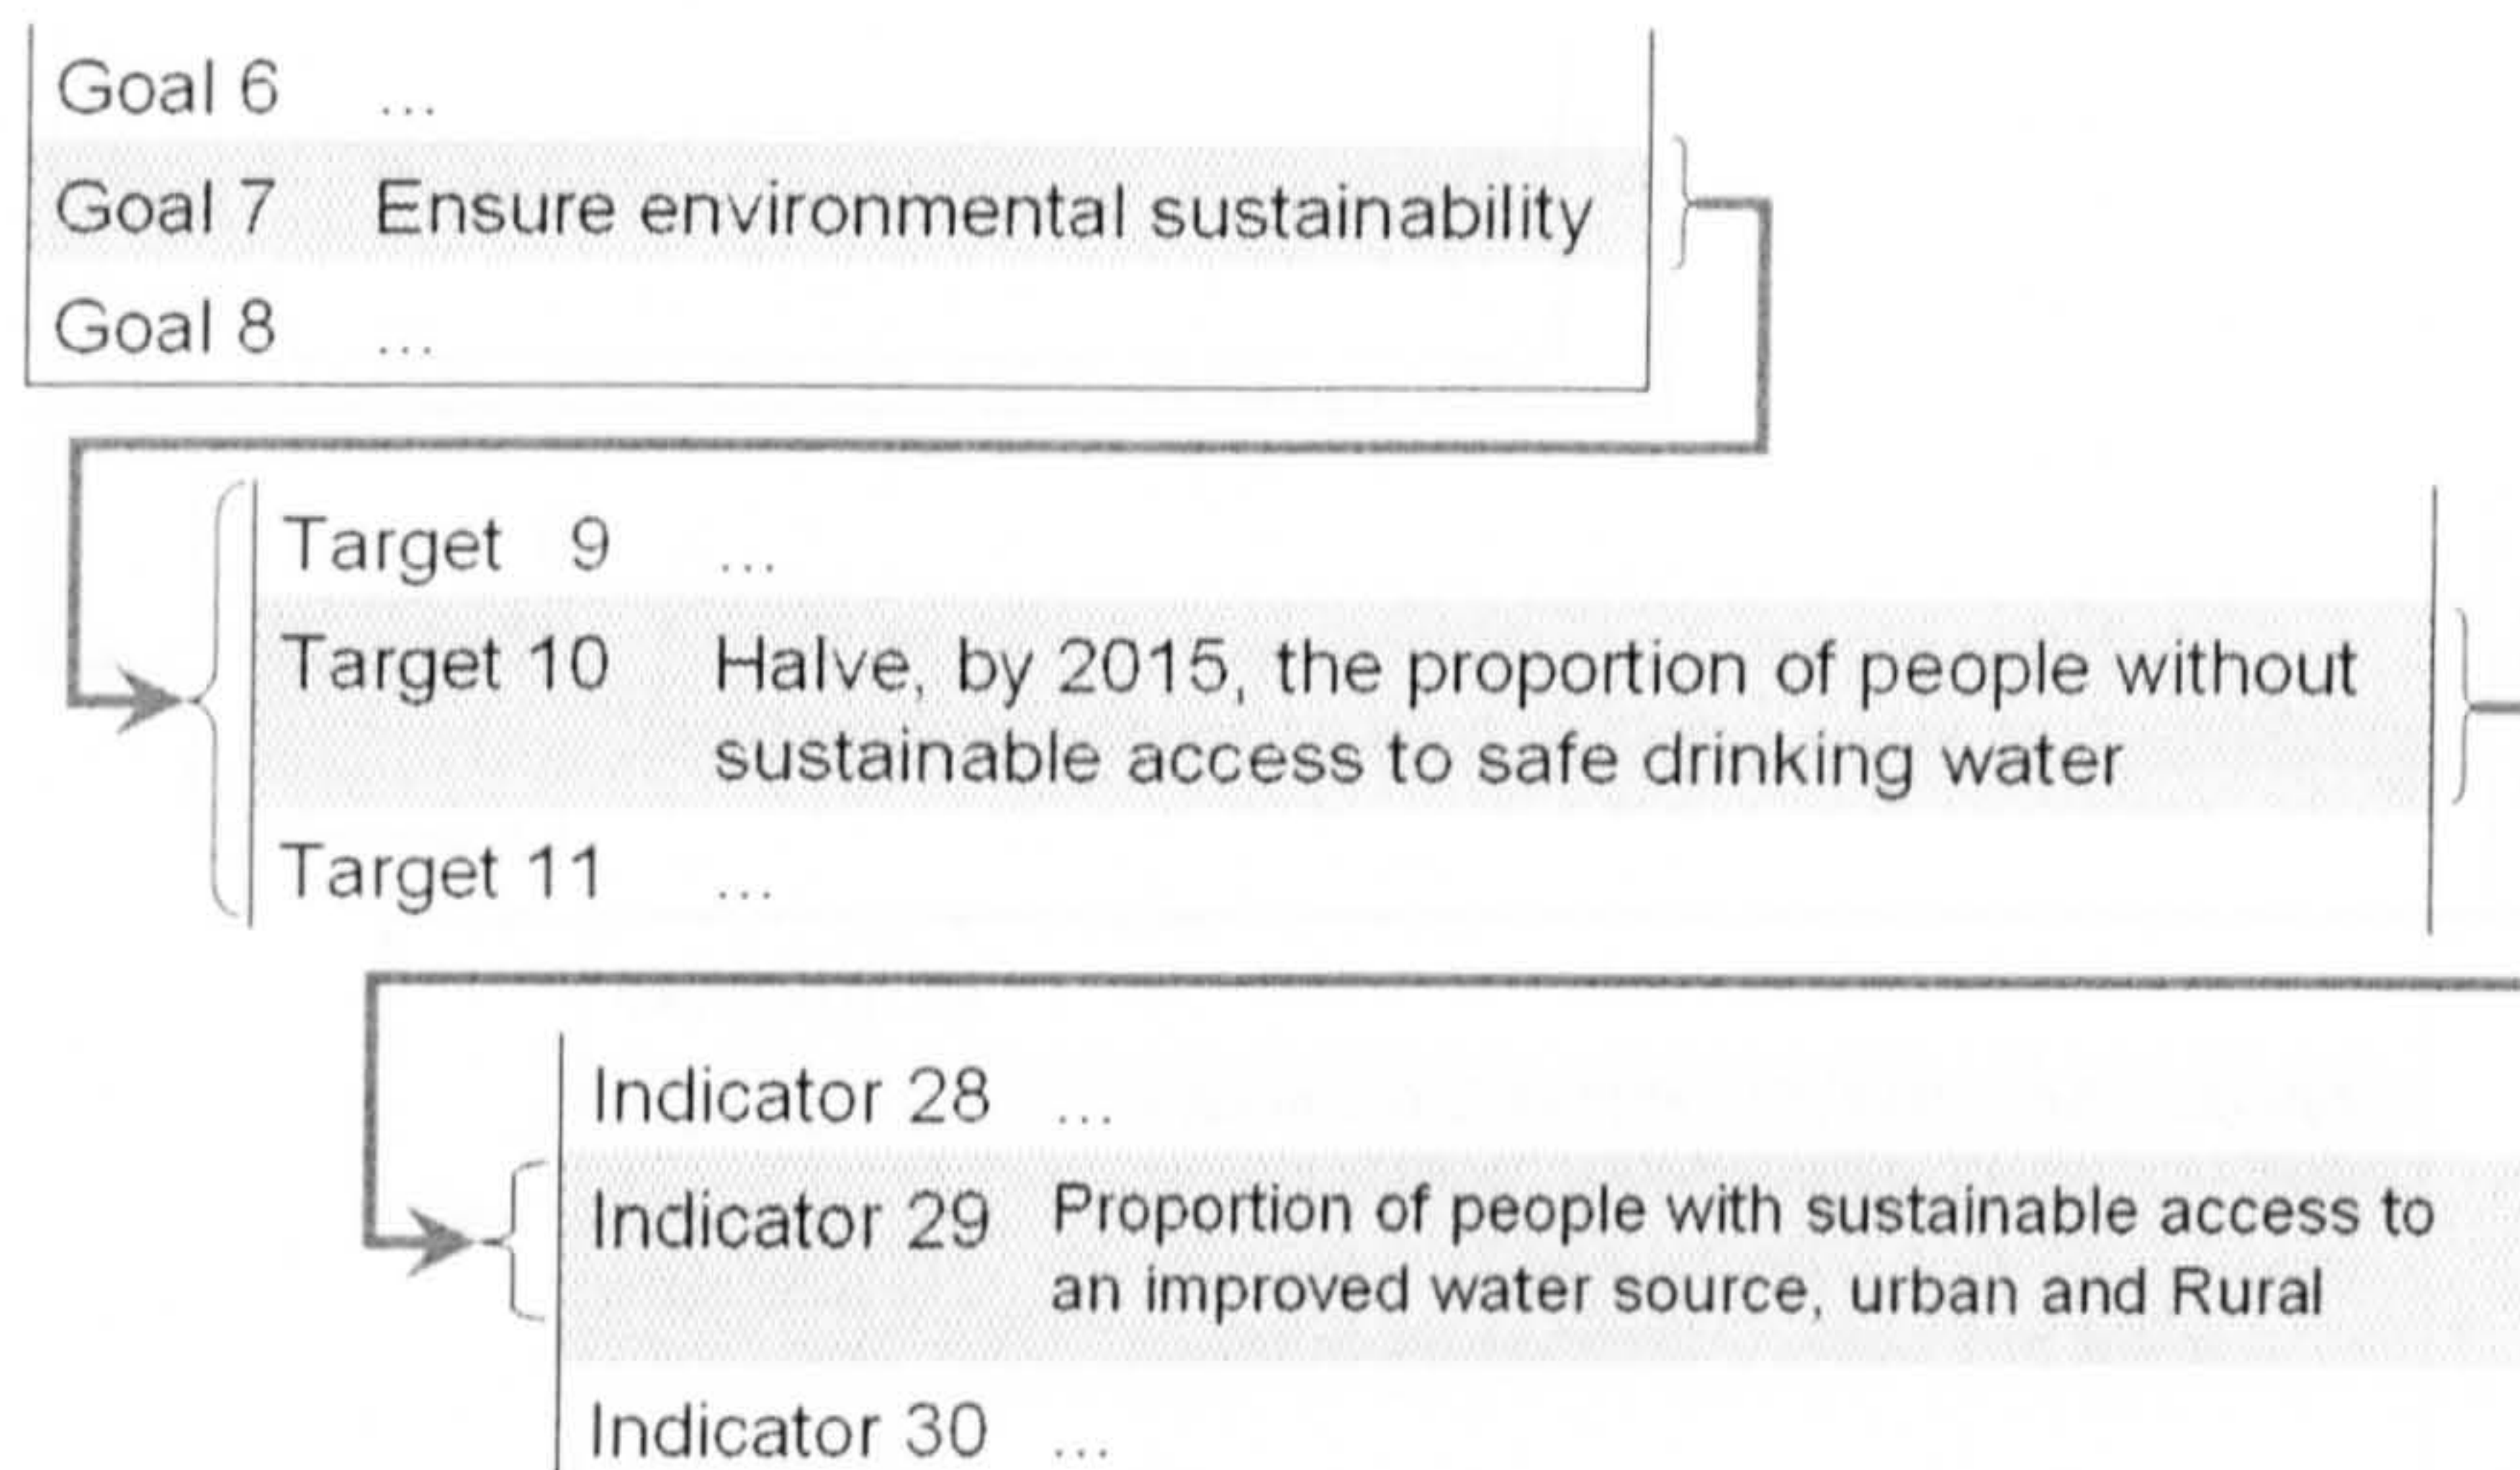 Goal 6 ...
Goal 7 Ensure environmental sustainability
Goal 8 ...
Target 9 ...
Target 10 Halve, by 2015, the proportion of people without
sustainable access to safe drinking water
Target 11 ...
Indicator 28 ...
Indicator 29 Proportion of people with sustainable access to
an improved water source, urban and Rural
Indicator 30 ...